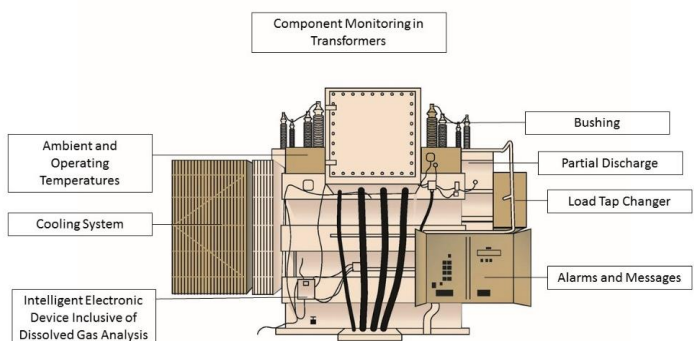 Component Monitoring in
Transformers
Bushing
Ambient and
Operating
Temperatures
Partial Discharge
Load Tap Changer
Cooling System
Alarms and Messages
Intelligent Electronic
Device Inclusive of
Dissolved Gas Analysis